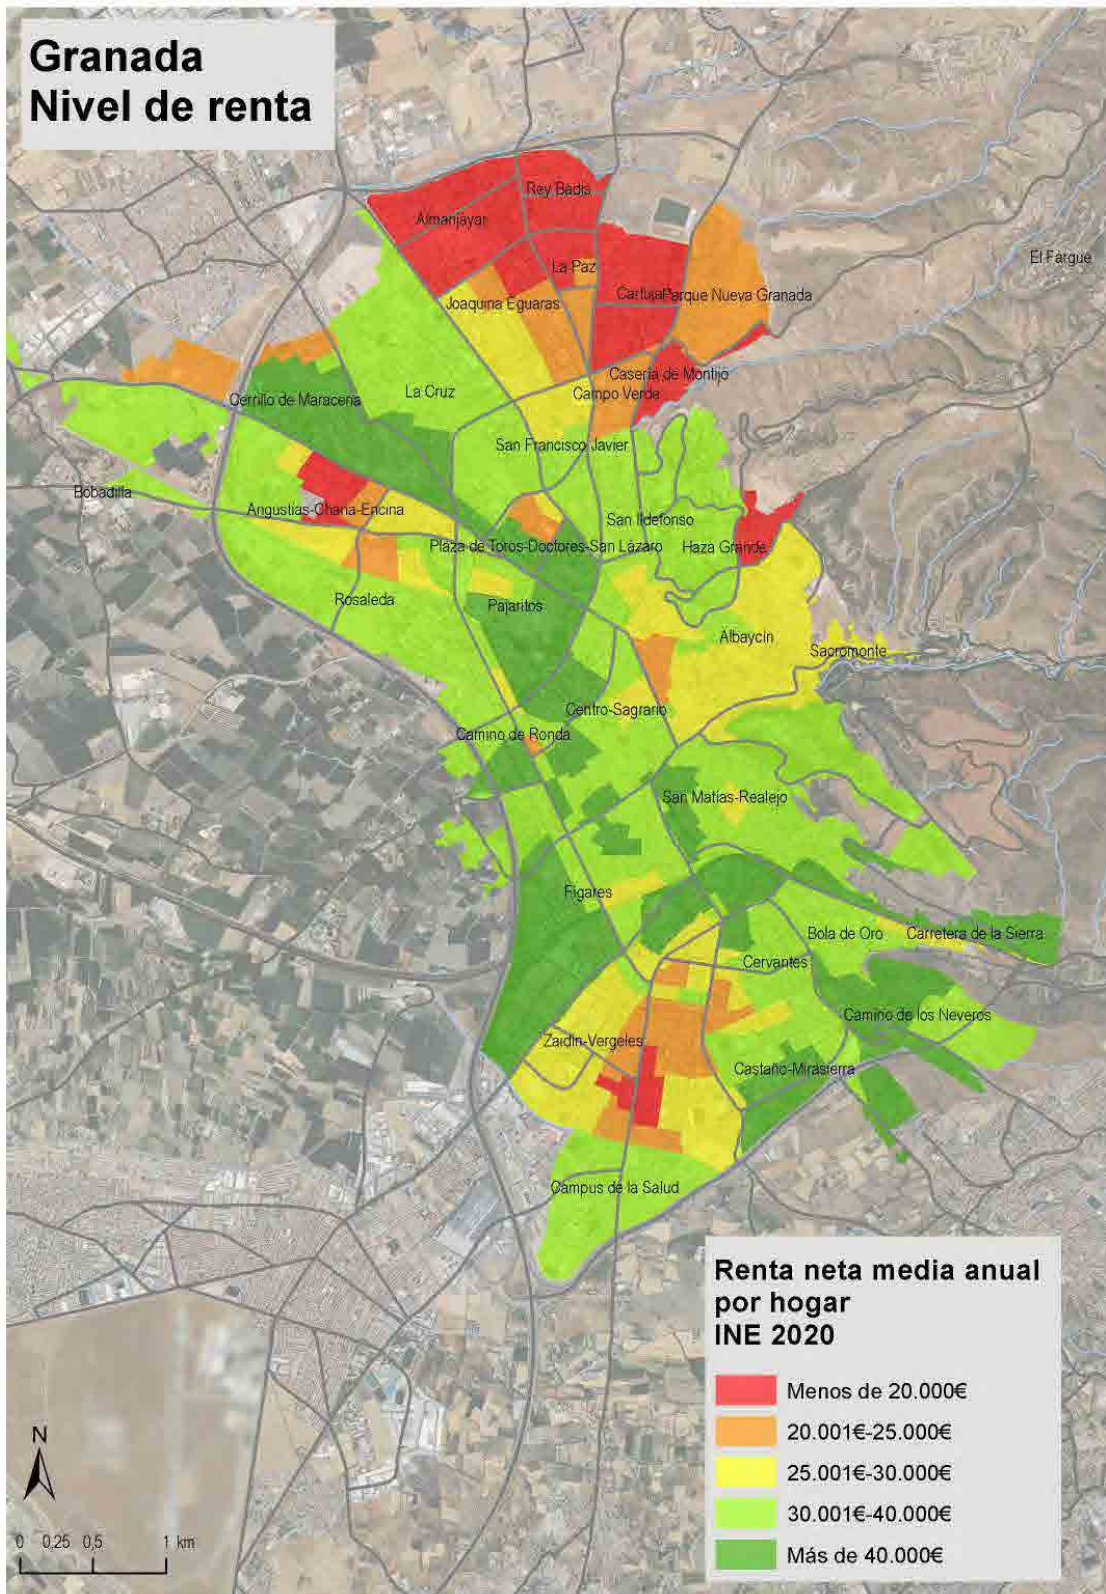 Granada
Nivel de renta
Rey Badis
Almanjáyar
El Fargue
La Paz
Cartuja
Parque Nueva Granada
Joaquina Eguaras
Casería de Montijo
Campo Verde
La Cruz
Cerrillo de Maracena
San Francisco Javier
Bobadilla
Angustias-Chana-Encina
San Ildefonso
Plaza de Toros-Doctores-San Lázaro
Haza Grande
Rosaleda
Pajaritos
Albaycín
Sacromonte
Centro-Sagrario
Camino de Ronda
San Matías-Realejo
Fígares
Bola de Oro
Carretera de la Sierra
Cervantes
Camino de los Neveros
Zaidín-Vergeles
Castaño-Mirasierra
Campus de la Salud
Renta neta media anual
por hogar
INE 2020
Menos de 20.000€
20.001€-25.000€
25.001€-30.000€
30.001€-40.000€
Más de 40.000€
N
0 0,25 0,5 1 km